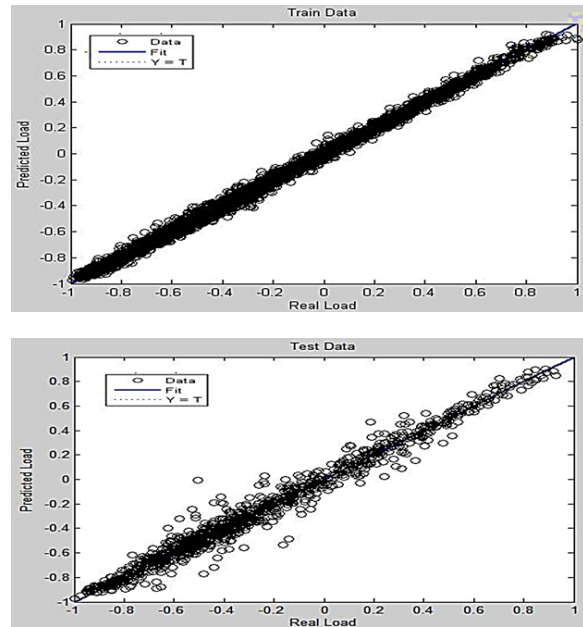 Train Data
1
0.8
0.6
0.4
0.2
0
-0.2
-0.4
-0.6
-0.8
-1
Predicted Load
Data
Fit
Y = T
-1 -0.8 -0.6 -0.4 -0.2 0 0.2 0.4 0.6 0.8 1
Real Load
Test Data
1
0.8
0.6
0.4
0.2
0
-0.2
-0.4
-0.6
-0.8
-1
Predicted Load
Data
Fit
Y = T
-1 -0.8 -0.6 -0.4 -0.2 0 0.2 0.4 0.6 0.8 1
Real Load